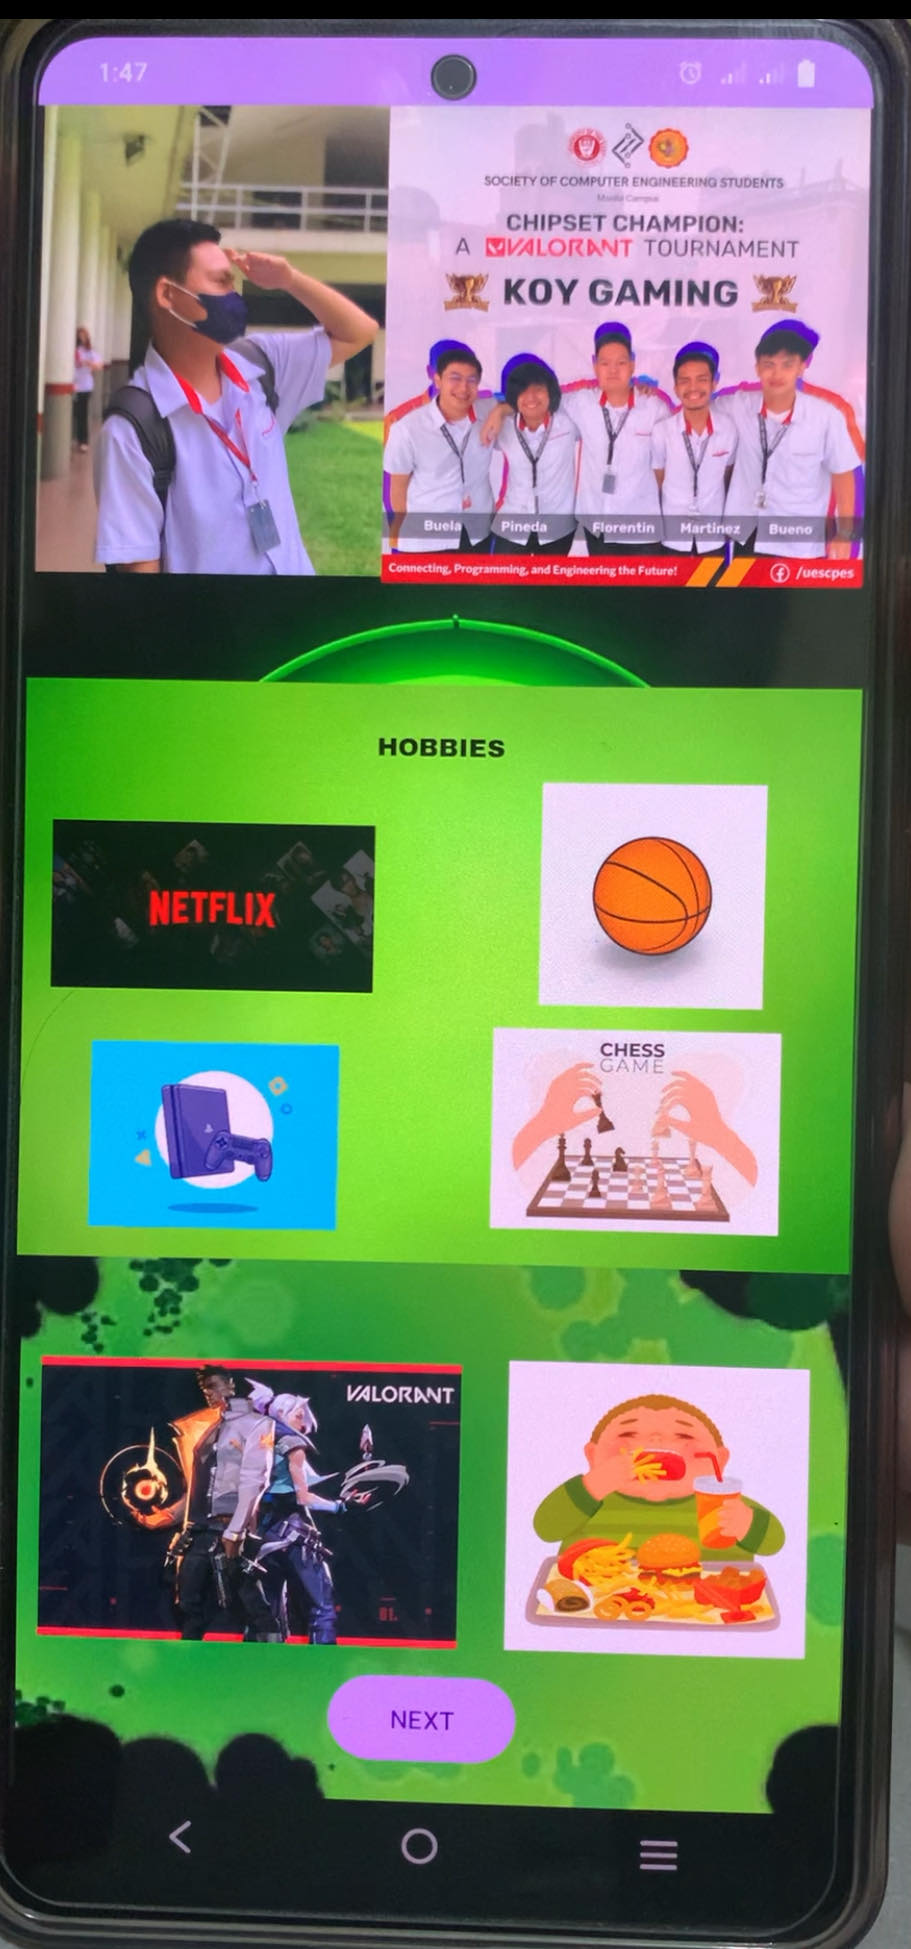 1:47
SOCIETY OF COMPUTER ENGINEERING STUDENTS
Manila Campus
CHIPSET CHAMPION:
A VALORANT TOURNAMENT
KOY GAMING
Buela Pineda Florentin Martinez Bueno
Connecting, Programming, and Engineering the Future! /uescpes
HOBBIES
NETFLIX
CHESS
GAME
VALORANT
01.
NEXT